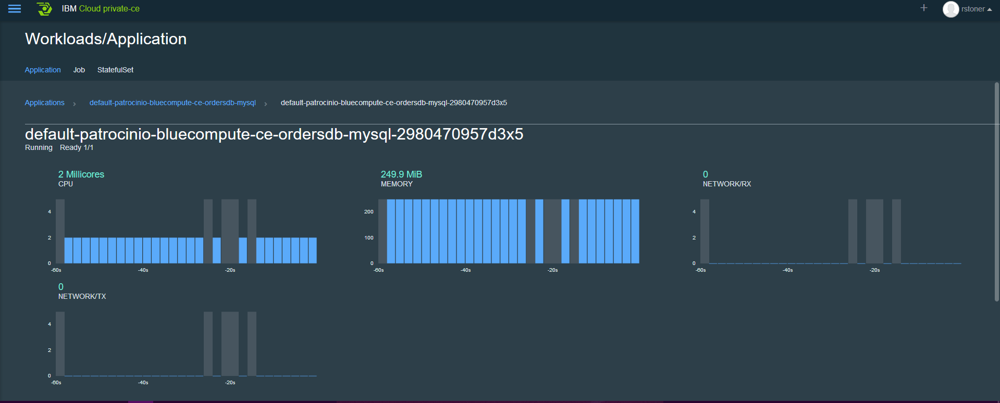 IBM Cloud private-ce
+ rstoner
Workloads/Application
Application Job StatefulSet
Applications > default-patrocinio-bluecompute-ce-ordersdb-mysql > default-patrocinio-bluecompute-ce-ordersdb-mysql-2980470957d3x5
default-patrocinio-bluecompute-ce-ordersdb-mysql-2980470957d3x5
Running Ready 1/1
2 Millicores
CPU
4
2
0
-60s -40s -20s
249.9 MiB
MEMORY
200
100
0
-60s -40s -20s
0
NETWORK/RX
4
2
0
-60s -40s -20s
0
NETWORK/TX
4
2
0
-60s -40s -20s